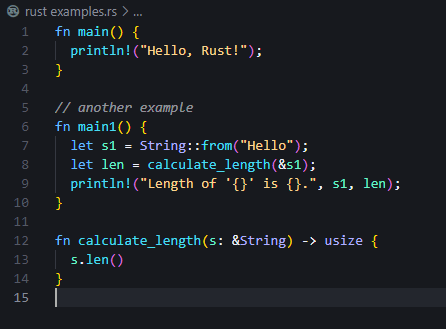 rust examples.rs > ...
1 fn main() {
2   println!("Hello, Rust!");
3 }
4
5 // another example
6 fn main1() {
7   let s1 = String::from("Hello");
8   let len = calculate_length(&s1);
9   println!("Length of '{}' is {}.", s1, len);
10 }
11
12 fn calculate_length(s: &String) -> usize {
13   s.len()
14 }
15